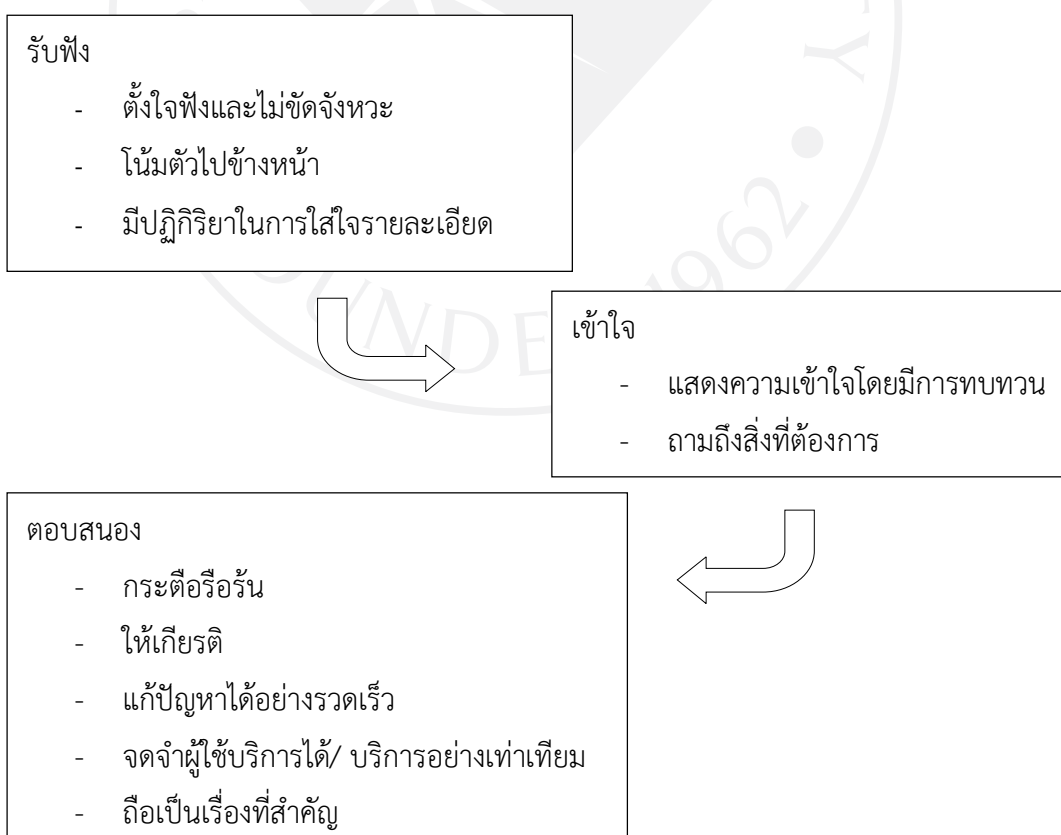 รับฟัง
- ตั้งใจฟังและไม่ขัดจังหวะ
- โน้มตัวไปข้างหน้า
- มีปฏิกิริยาในการใส่ใจรายละเอียด
เข้าใจ
- แสดงความเข้าใจโดยมีการทบทวน
- ถามถึงสิ่งที่ต้องการ
ตอบสนอง
- กระตือรือร้น
- ให้เกียรติ
- แก้ปัญหาได้อย่างรวดเร็ว
- จดจำผู้ใช้บริการได้/ บริการอย่างเท่าเทียม
- ถือเป็นเรื่องที่สำคัญ
1962